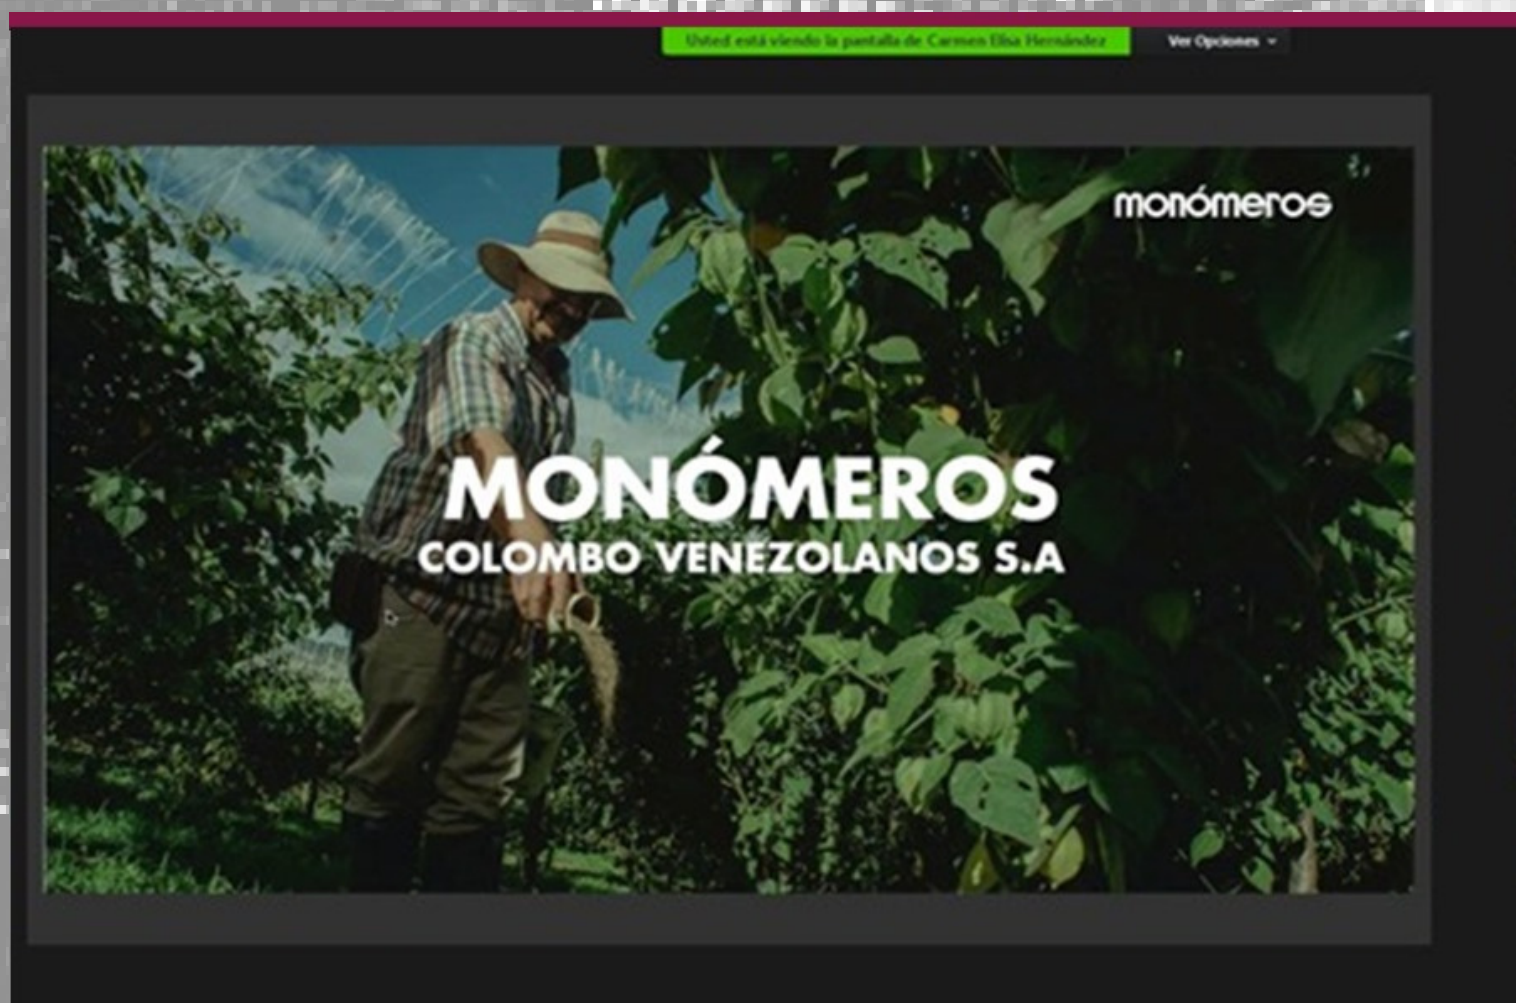 Usted está viendo la pantalla de Carmen Elisa Hernández
Ver Opciones
monómeros
MONÓMEROS
COLOMBO VENEZOLANOS S.A